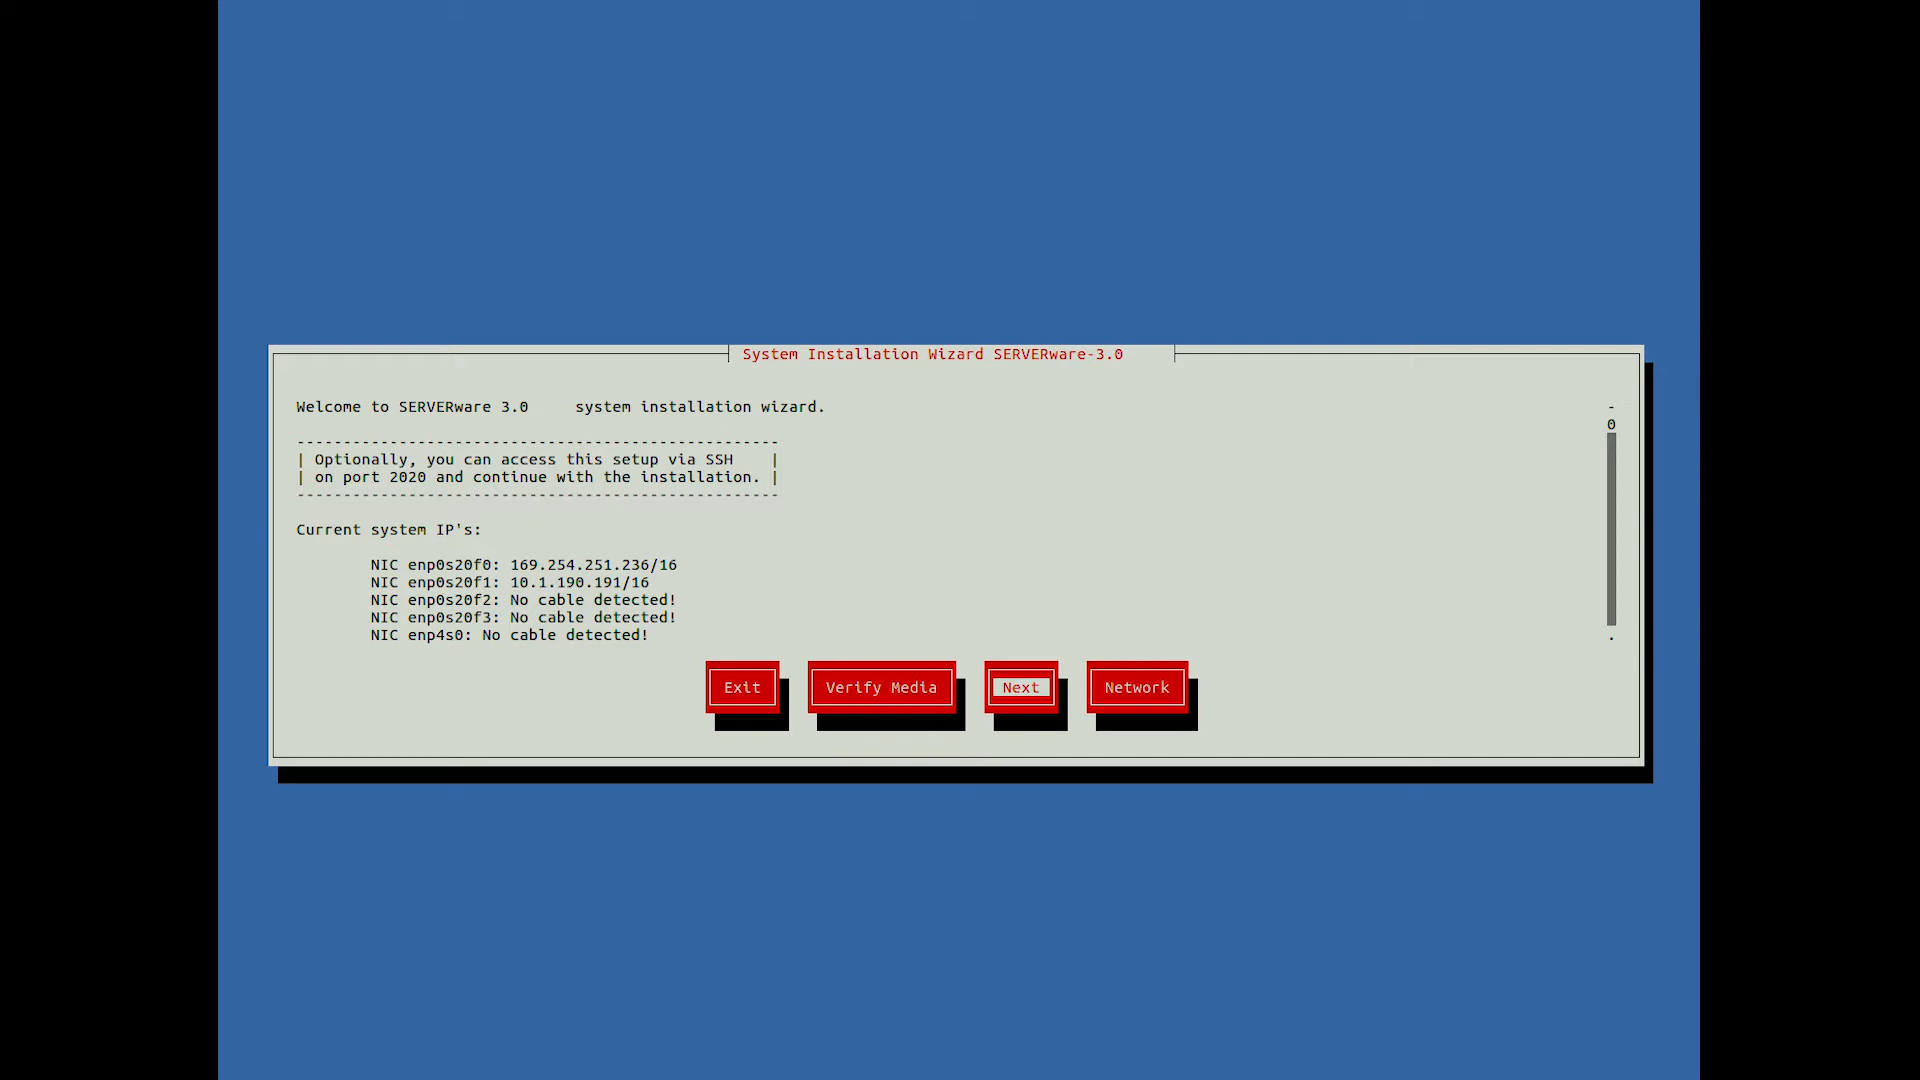 System Installation Wizard SERVERware-3.0
Welcome to SERVERware 3.0     system installation wizard.
----------------------------------------------------
| Optionally, you can access this setup via SSH    |
| on port 2020 and continue with the installation. |
----------------------------------------------------
Current system IP's:
NIC enp0s20f0: 169.254.251.236/16
NIC enp0s20f1: 10.1.190.191/16
NIC enp0s20f2: No cable detected!
NIC enp0s20f3: No cable detected!
NIC enp4s0: No cable detected!
Exit
Verify Media
Next
Network